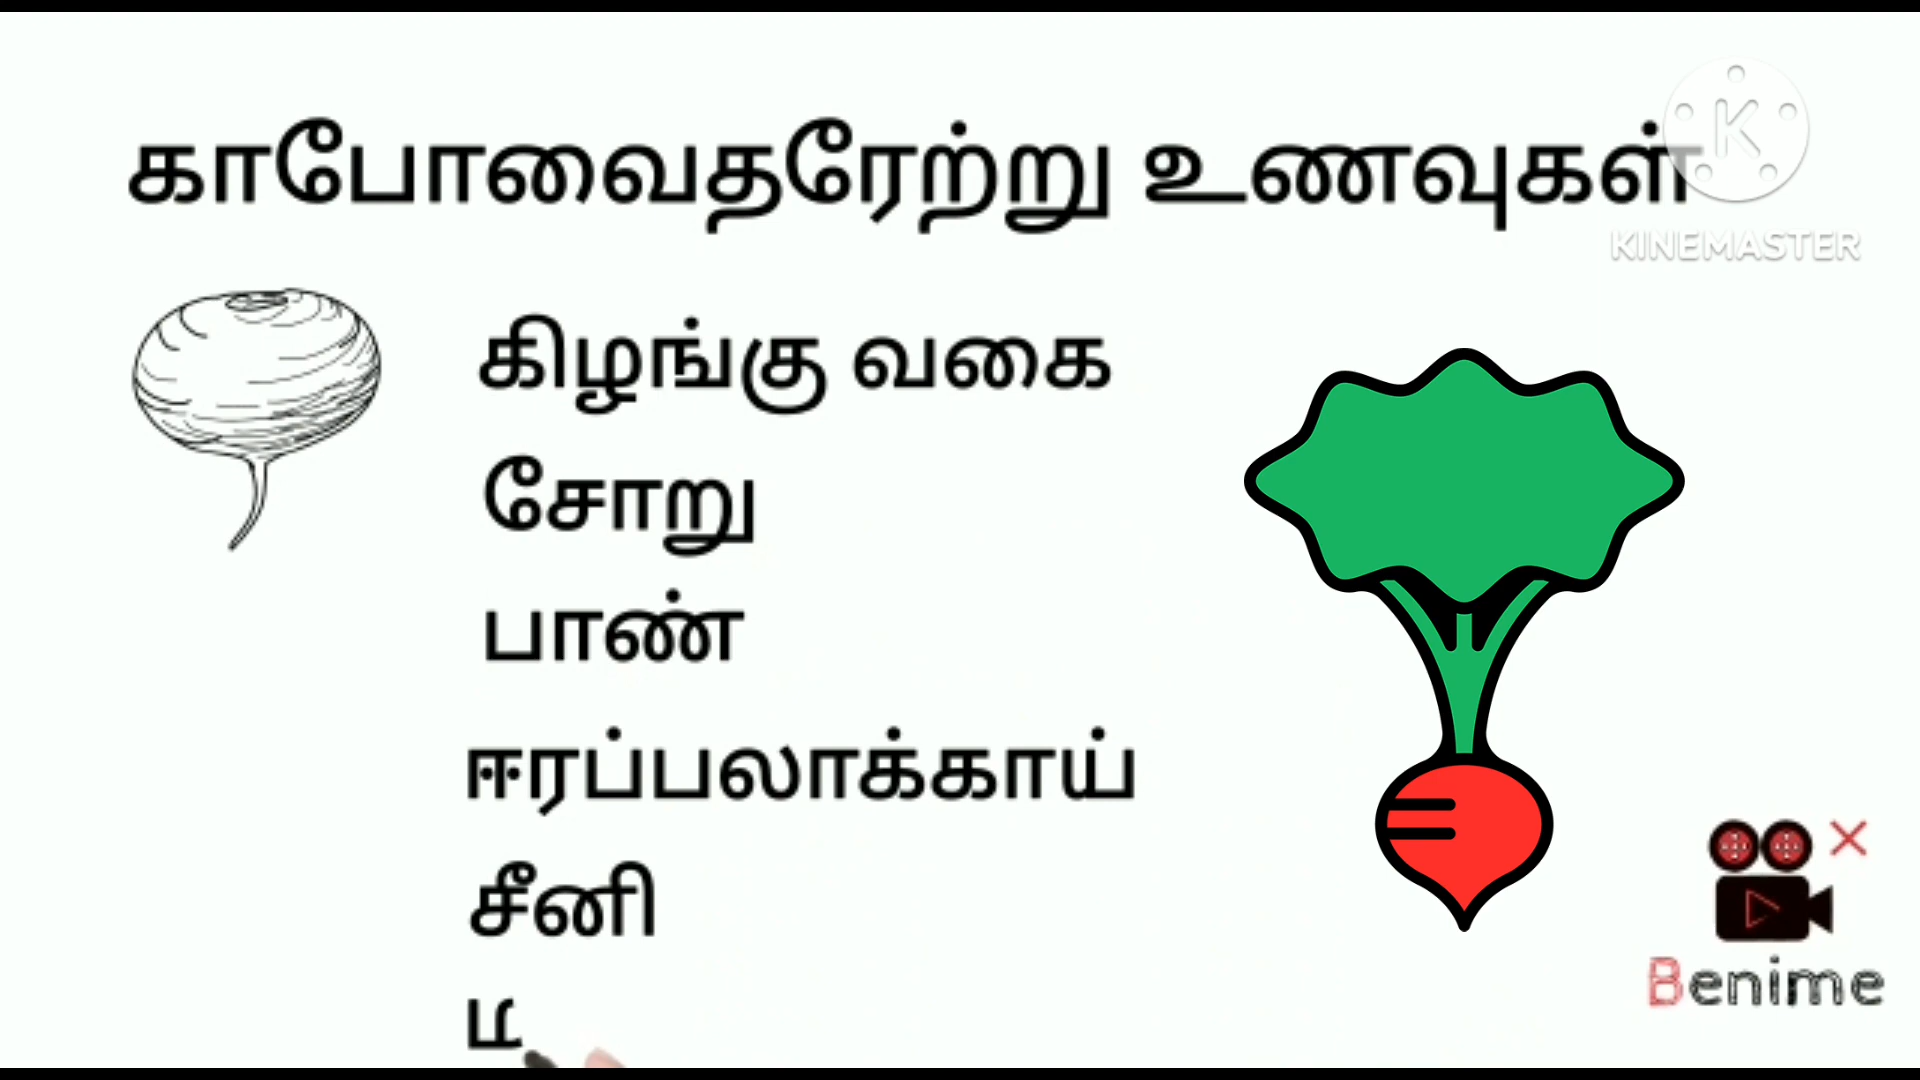 காபோவைதரேற்று உணவுகள்
KINEMASTER
கிழங்கு வகை
சோறு
பாண்
ஈரப்பலாக்காய்
சீனி
Benime